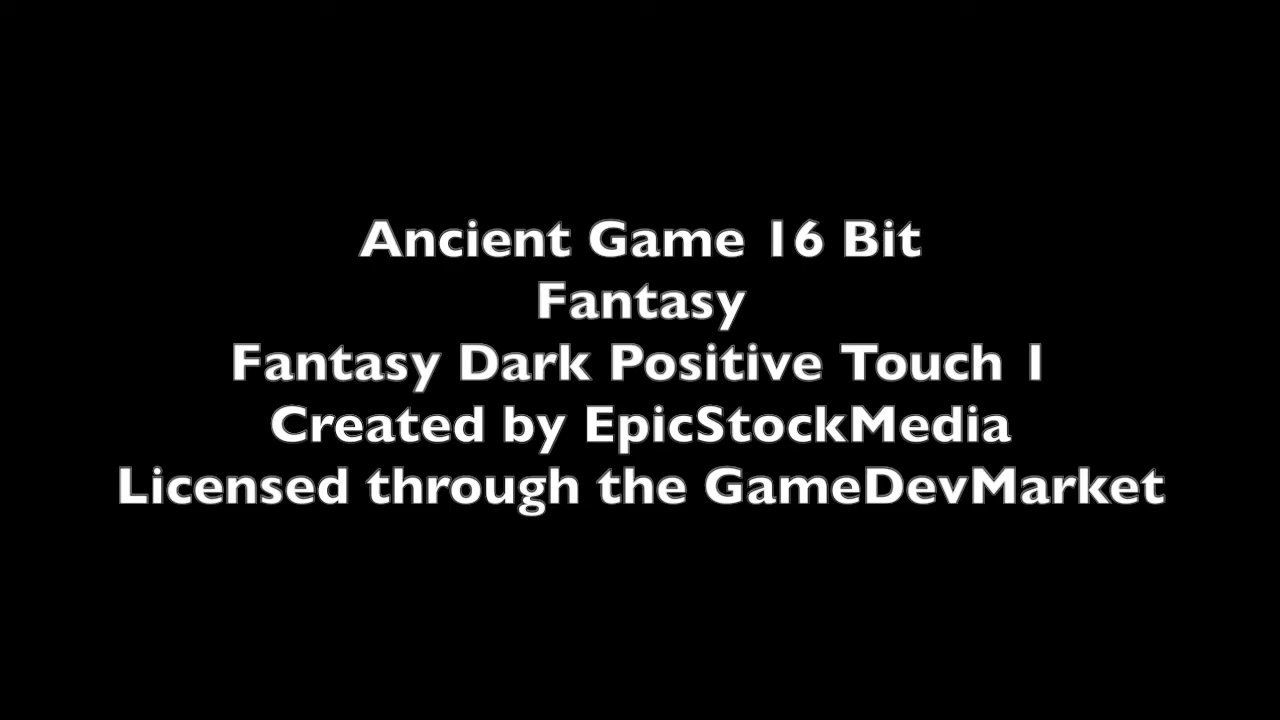 Ancient Game 16 Bit
Fantasy
Fantasy Dark Positive Touch 1
Created by EpicStockMedia
Licensed through the GameDevMarket